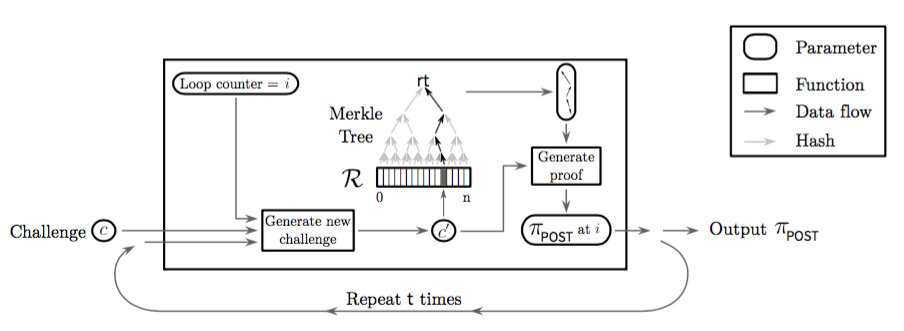 Loop counter = i
rt
Merkle
Tree
ℛ
0
n
Generate
proof
Generate new
challenge
Challenge c
c′
π_POST at i
Output π_POST
Repeat t times
Parameter
Function
Data flow
Hash